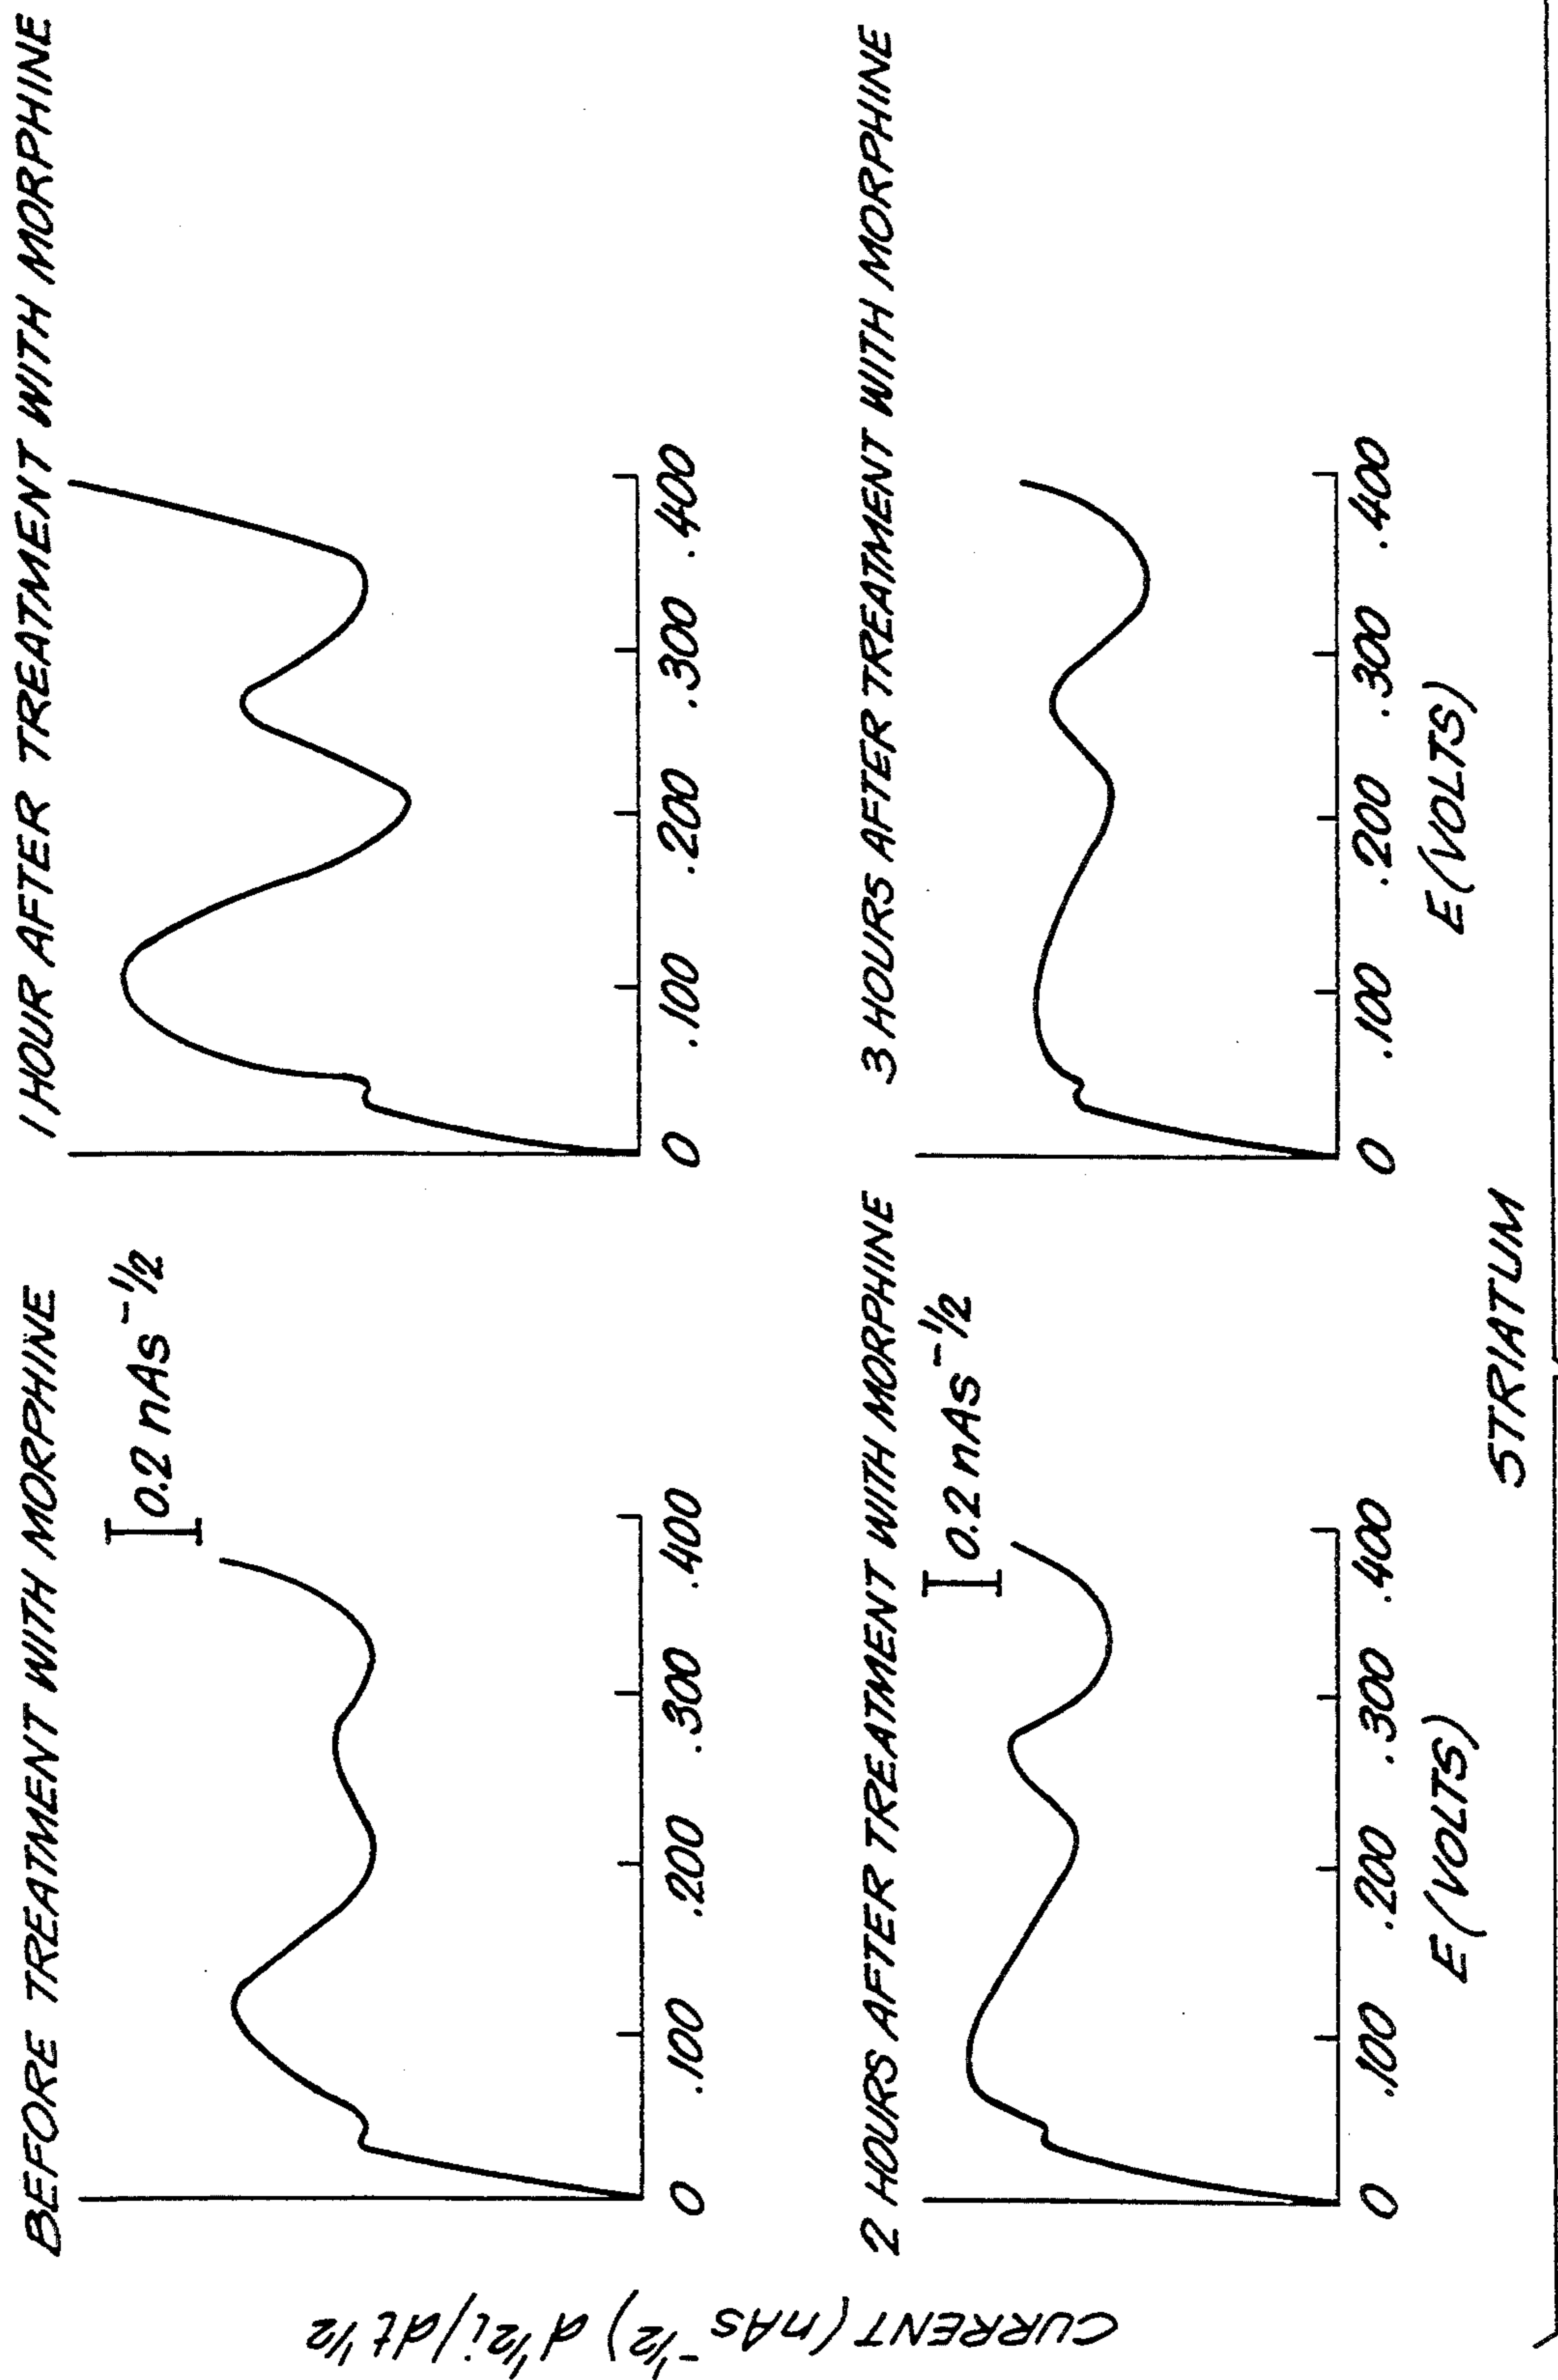 BEFORE TREATMENT WITH MORPHINE
0.2 nAs⁻¹/²
0 .100 .200 .300 .400
1 HOUR AFTER TREATMENT WITH MORPHINE
0 .100 .200 .300 .400
CURRENT (nAs⁻¹/²) d¹/²i/dt¹/²
2 HOURS AFTER TREATMENT WITH MORPHINE
0.2 nAs⁻¹/²
0 .100 .200 .300 .400
E (VOLTS)
3 HOURS AFTER TREATMENT WITH MORPHINE
0 .100 .200 .300 .400
E (VOLTS)
STRIATUM